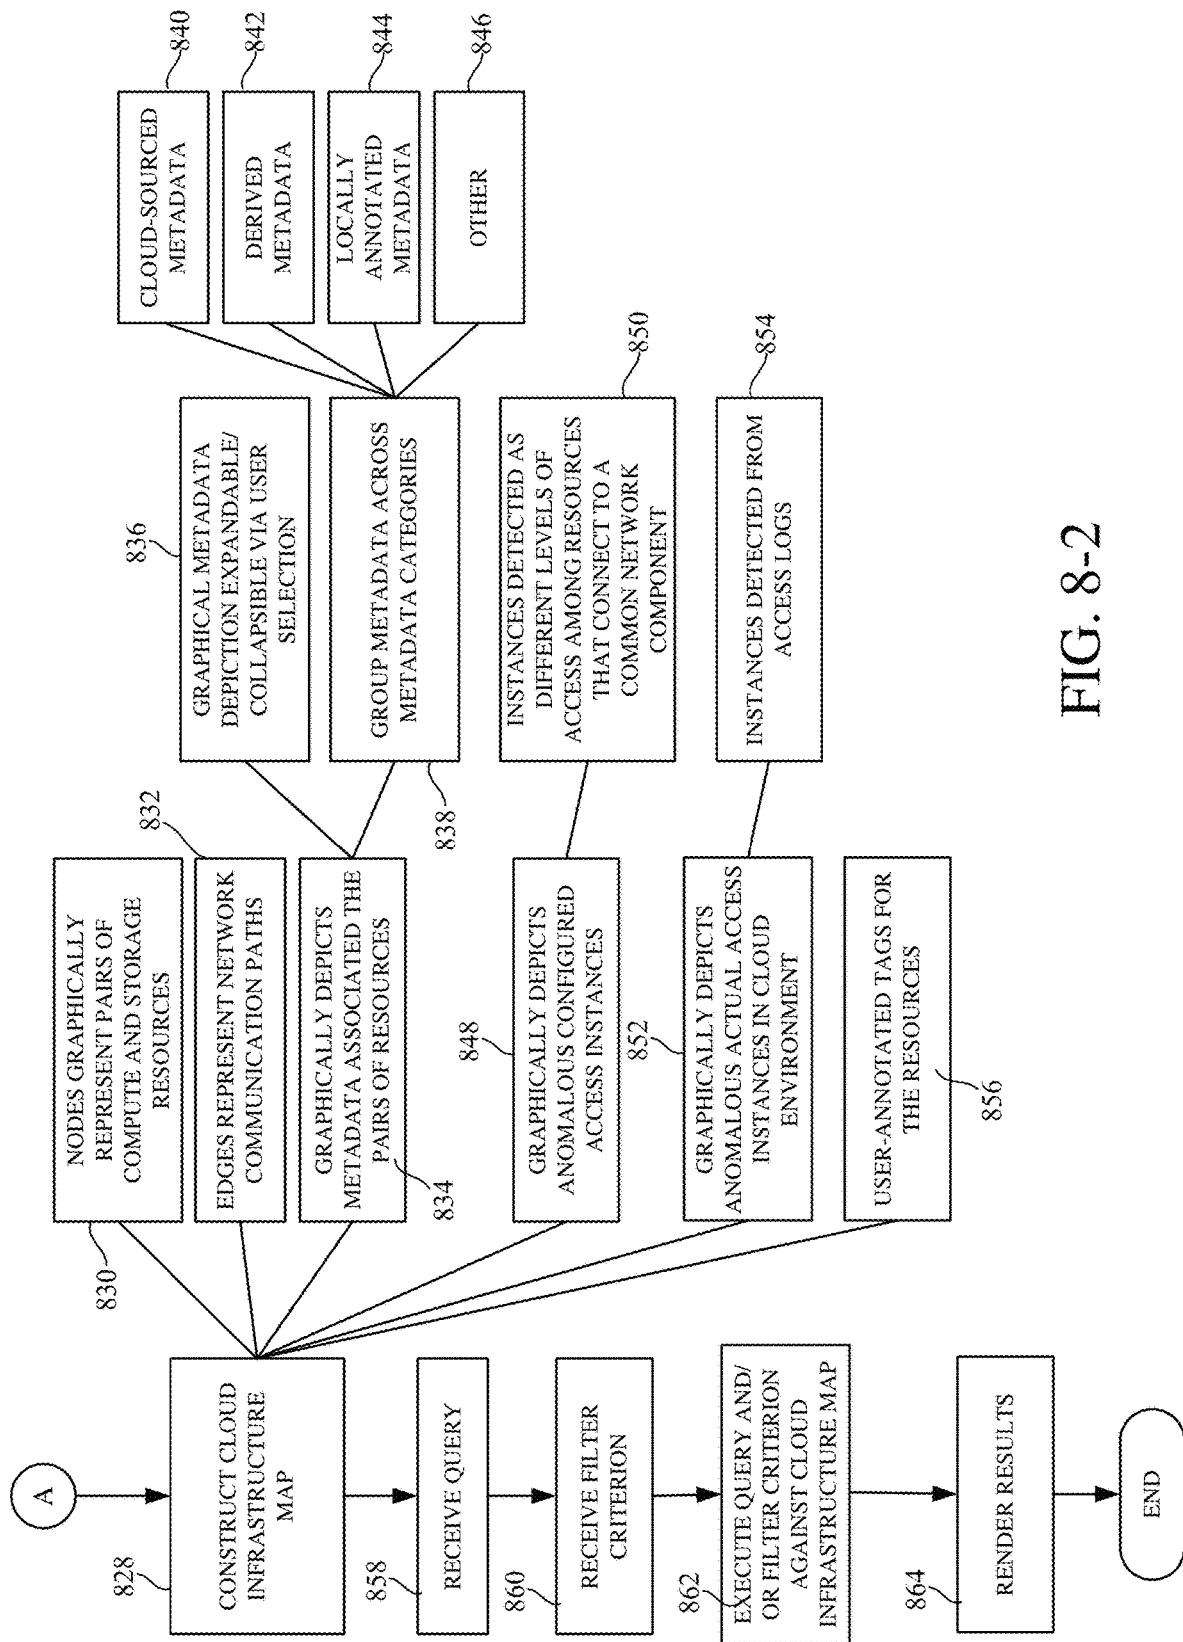 A
828
CONSTRUCT CLOUD
INFRASTRUCTURE
MAP
858
RECEIVE QUERY
860
RECEIVE FILTER
CRITERION
862
EXECUTE QUERY AND/
OR FILTER CRITERION
AGAINST CLOUD
INFRASTRUCTURE MAP
864
RENDER RESULTS
END
830
NODES GRAPHICALLY
REPRESENT PAIRS OF
COMPUTE AND STORAGE
RESOURCES
832
EDGES REPRESENT NETWORK
COMMUNICATION PATHS
GRAPHICALLY DEPICTS
METADATA ASSOCIATED THE
PAIRS OF RESOURCES
834
848
GRAPHICALLY DEPICTS
ANOMALOUS CONFIGURED
ACCESS INSTANCES
852
GRAPHICALLY DEPICTS
ANOMALOUS ACTUAL ACCESS
INSTANCES IN CLOUD
ENVIRONMENT
USER-ANNOTATED TAGS FOR
THE RESOURCES
856
836
GRAPHICAL METADATA
DEPICTION EXPANDABLE/
COLLAPSIBLE VIA USER
SELECTION
GROUP METADATA ACROSS
METADATA CATEGORIES
838
INSTANCES DETECTED AS
DIFFERENT LEVELS OF
ACCESS AMONG RESOURCES
THAT CONNECT TO A
COMMON NETWORK
COMPONENT
850
INSTANCES DETECTED FROM
ACCESS LOGS
854
CLOUD-SOURCED
METADATA
840
DERIVED
METADATA
842
LOCALLY
ANNOTATED
METADATA
844
OTHER
846
FIG. 8-2